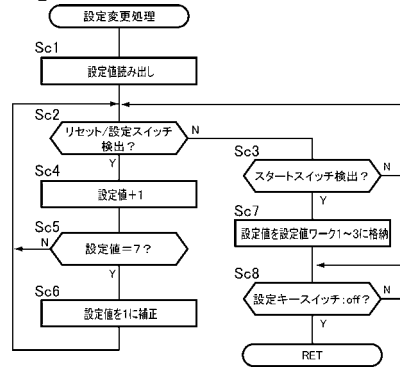 設定変更処理
Sc1
設定値読み出し
Sc2
リセット/設定スイッチ
検出？
N
Y
Sc3
スタートスイッチ検出？
N
Y
Sc4
設定値＋1
Sc5
設定値＝7？
N
Y
Sc6
設定値を1に補正
Sc7
設定値を設定値ワーク1～3に格納
Sc8
設定キースイッチ:off？
N
Y
RET